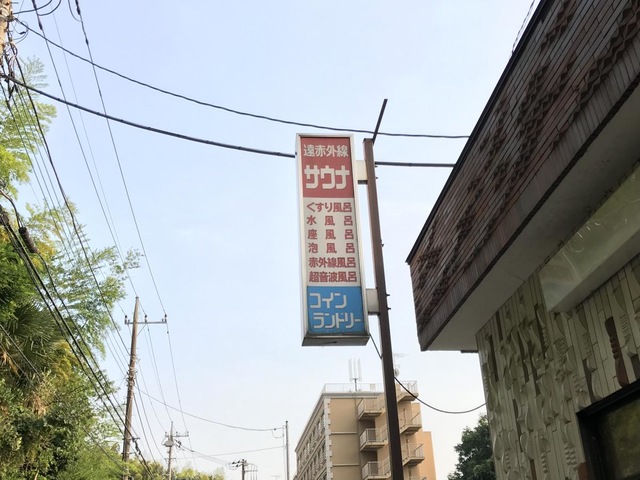 遠赤外線
サウナ
くすり風呂
水風呂
座風呂
泡風呂
赤外線風呂
超音波風呂
コイン
ランドリー